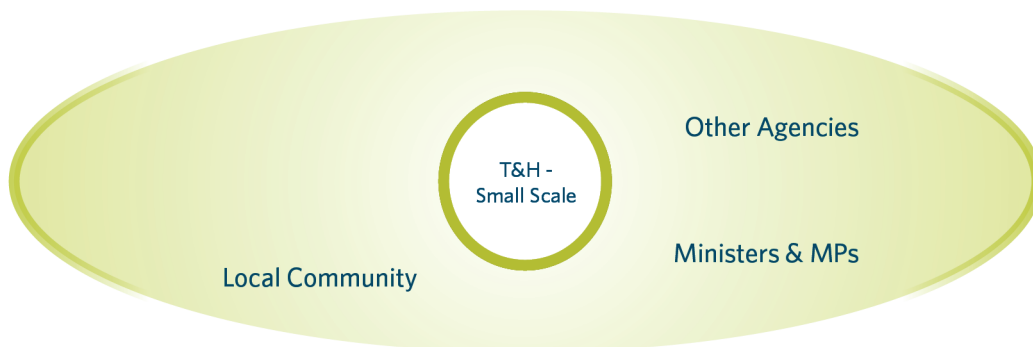 Other Agencies
T&H -
Small Scale
Ministers & MPs
Local Community